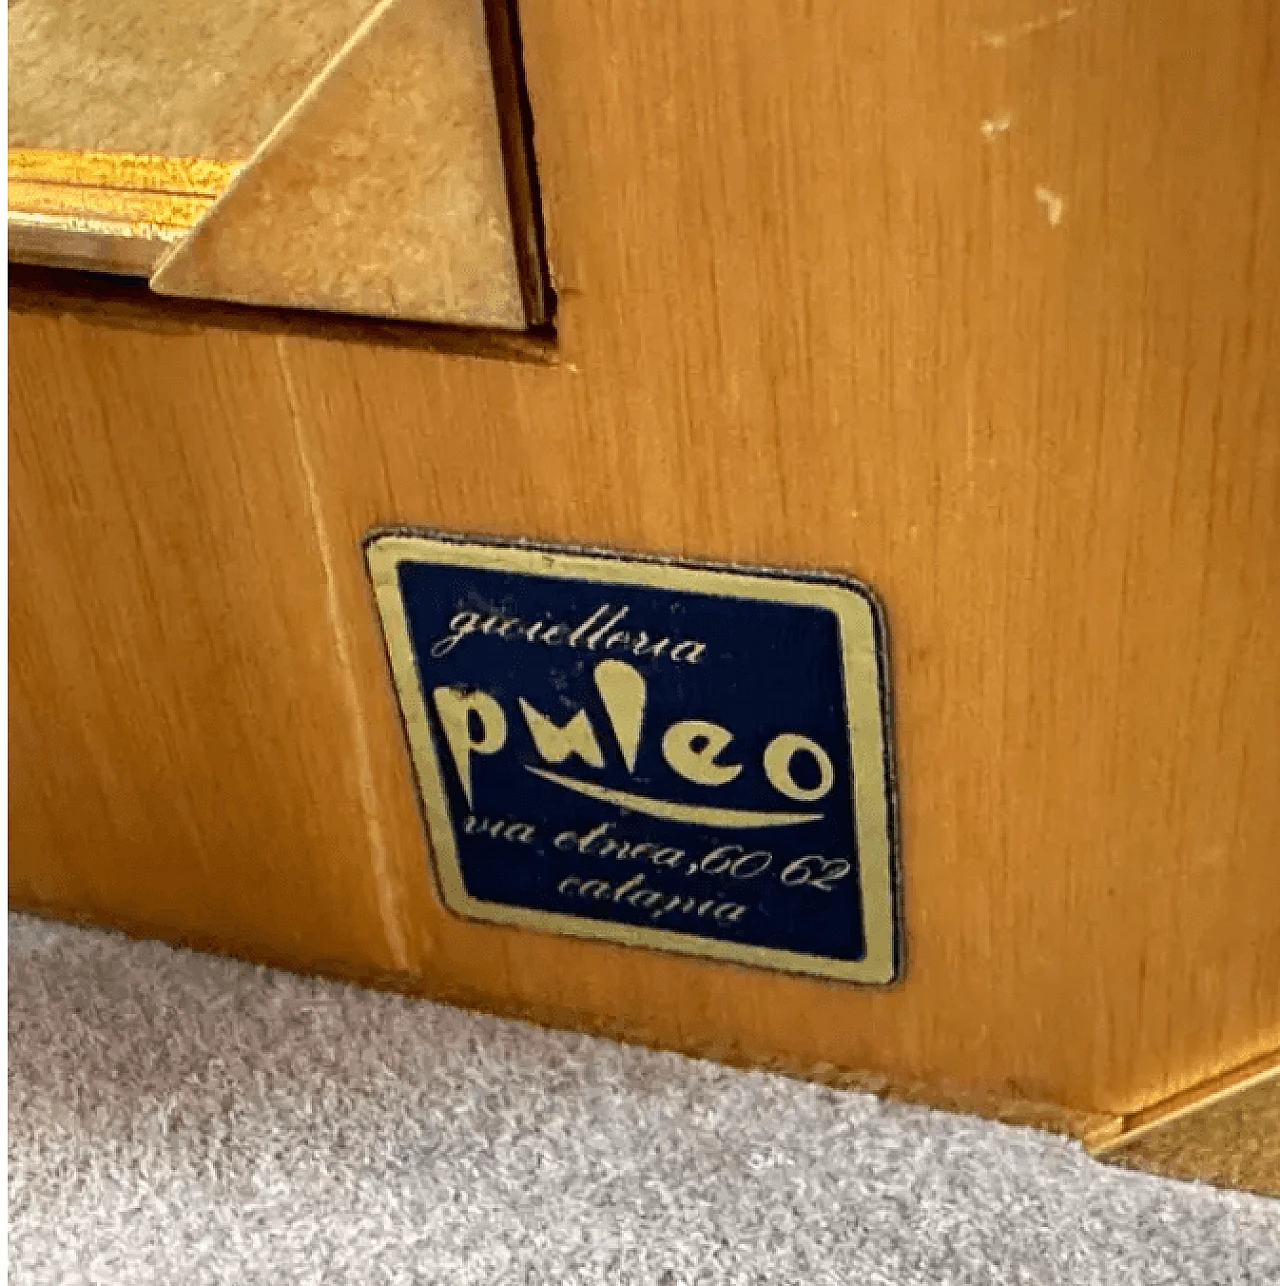 gioielleria
puleo
via etnea, 60 62
catania